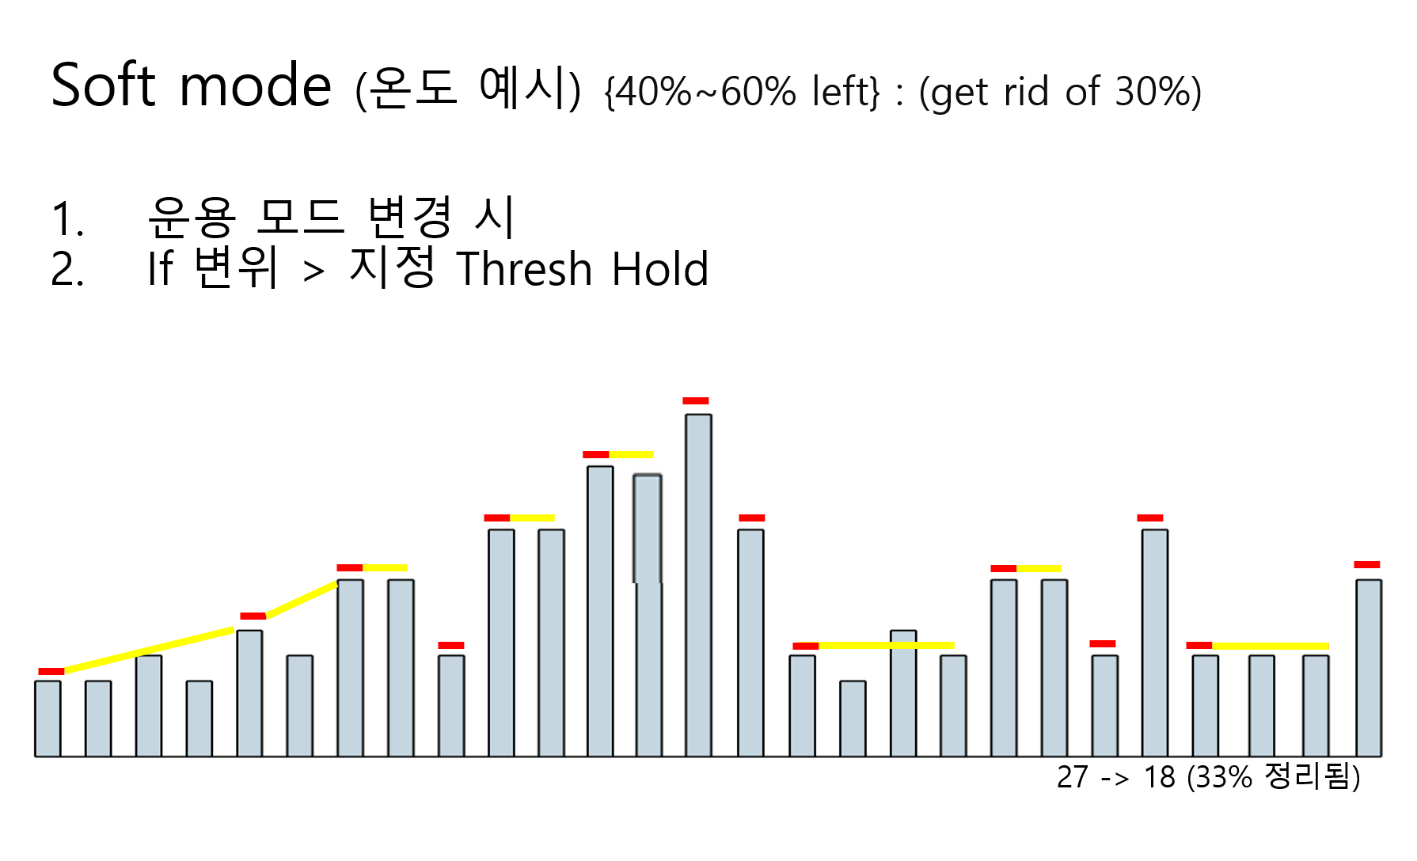 Soft mode (온도 예시) {40%~60% left} : (get rid of 30%)
1. 운용 모드 변경 시
2. If 변위 > 지정 Thresh Hold
27 -> 18 (33% 정리됨)